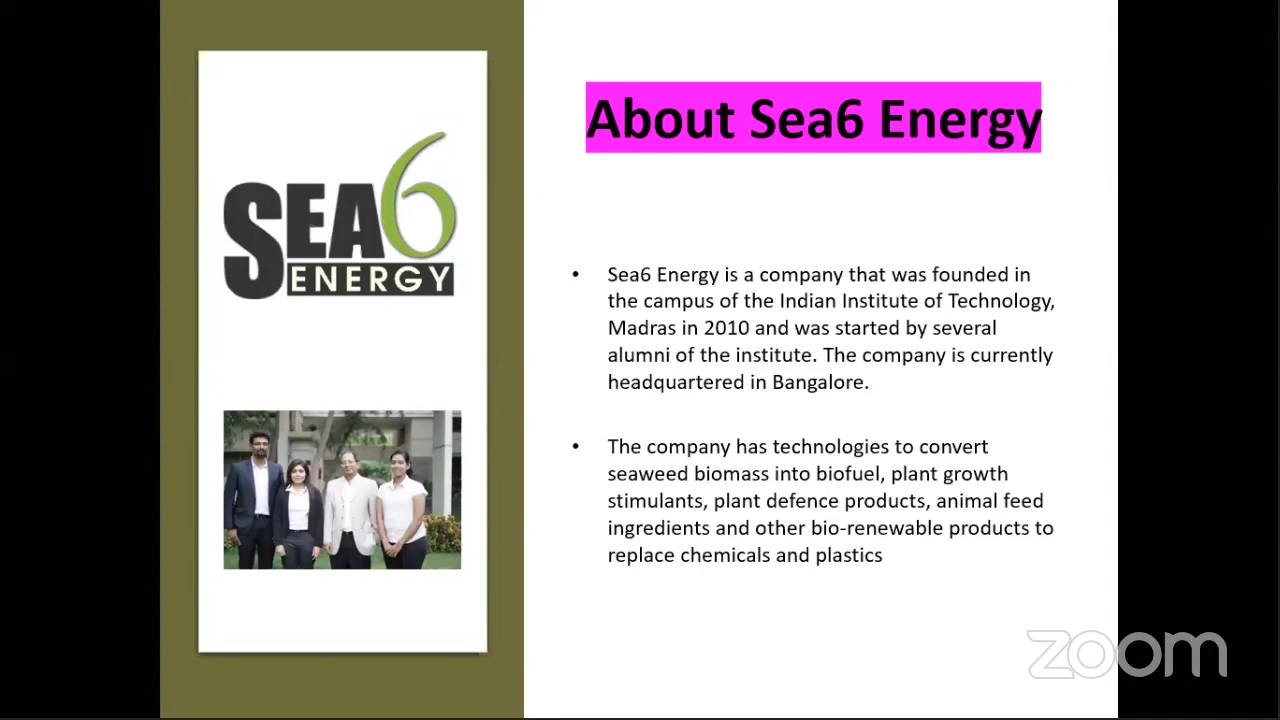 SEA6
ENERGY
About Sea6 Energy
• Sea6 Energy is a company that was founded in
the campus of the Indian Institute of Technology,
Madras in 2010 and was started by several
alumni of the institute. The company is currently
headquartered in Bangalore.
• The company has technologies to convert
seaweed biomass into biofuel, plant growth
stimulants, plant defence products, animal feed
ingredients and other bio-renewable products to
replace chemicals and plastics
zoom